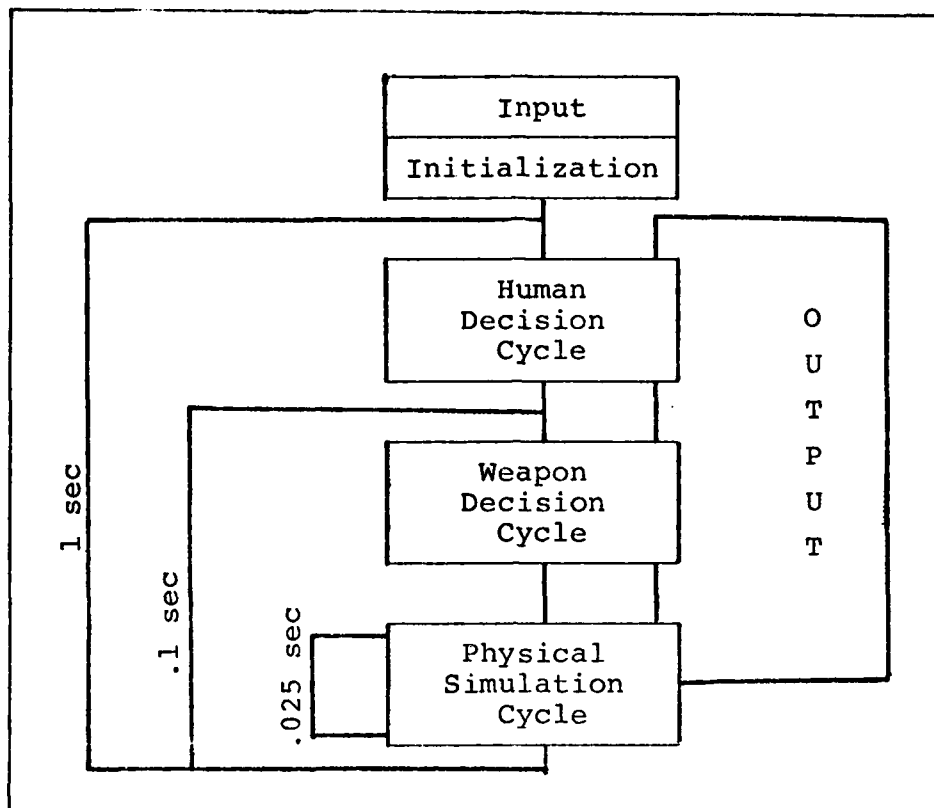 Input
Initialization
Human
Decision
Cycle
Weapon
Decision
Cycle
Physical
Simulation
Cycle
1 sec
.1 sec
.025 sec
O
U
T
P
U
T